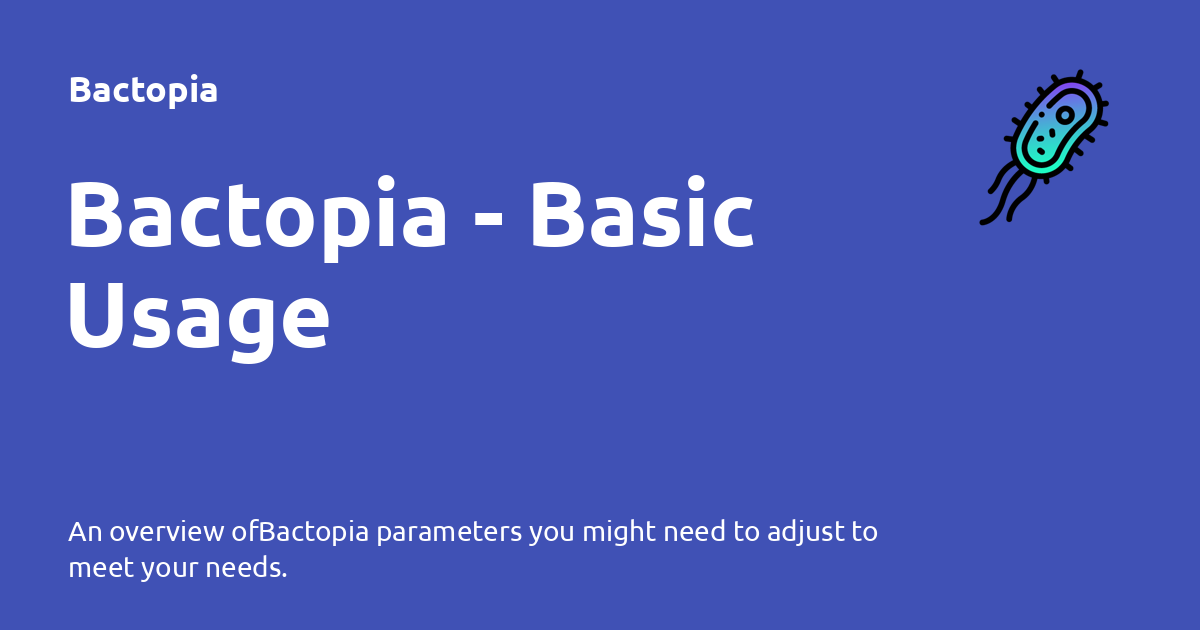 Bactopia
Bactopia - Basic
Usage
An overview ofBactopia parameters you might need to adjust to
meet your needs.